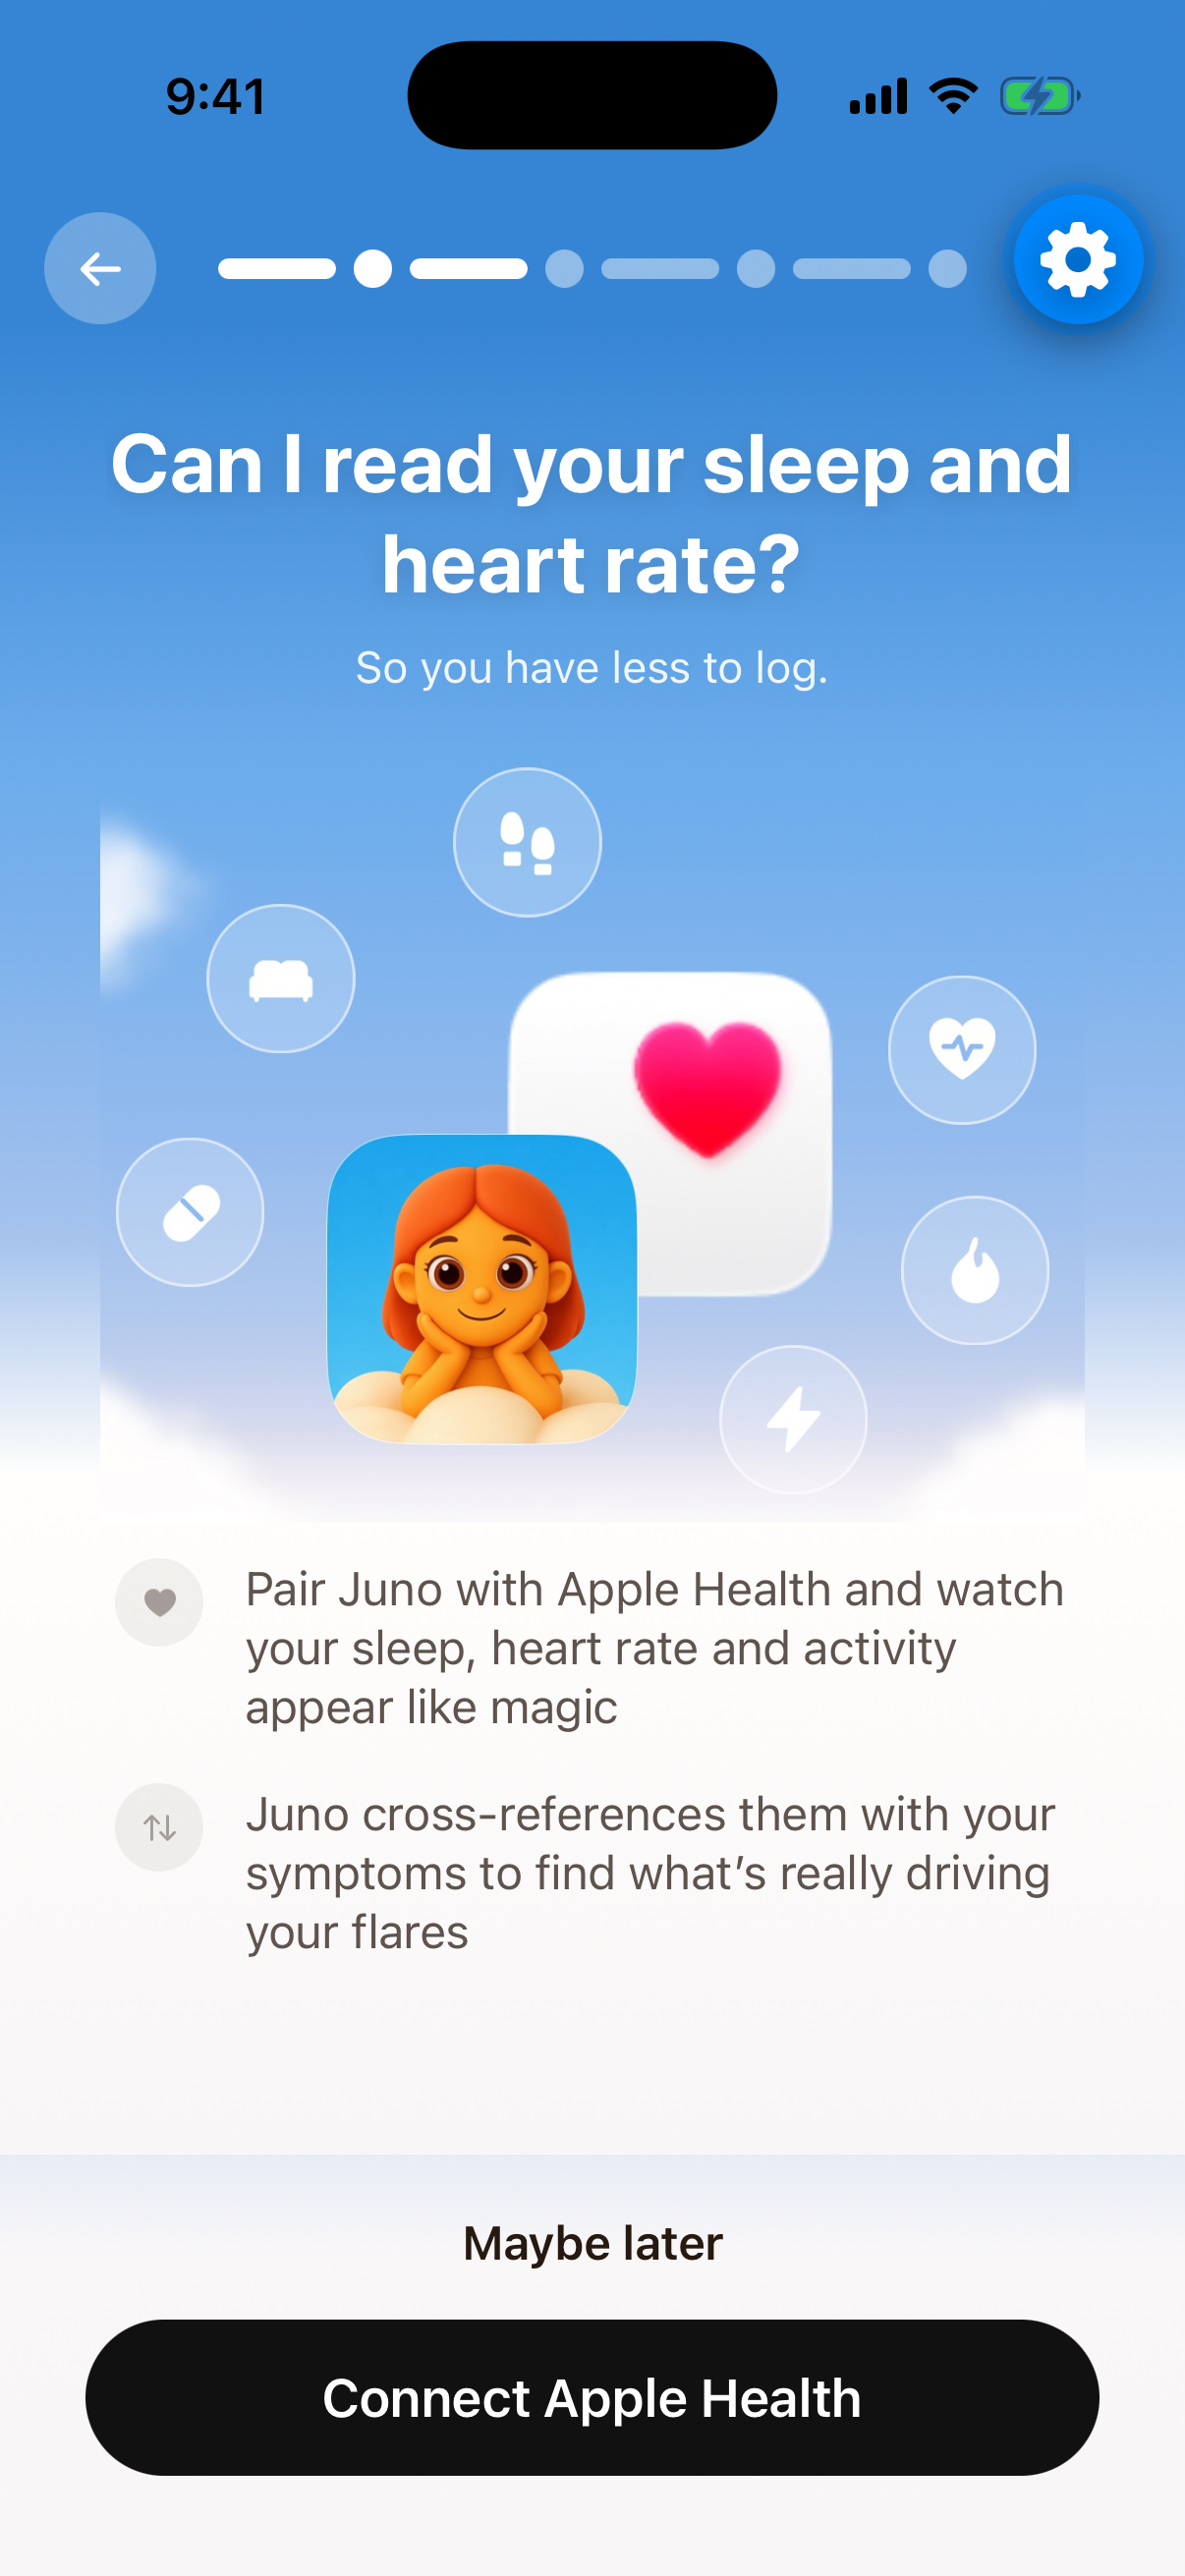 9:41
Can I read your sleep and
heart rate?
So you have less to log.
Pair Juno with Apple Health and watch
your sleep, heart rate and activity
appear like magic
Juno cross-references them with your
symptoms to find what’s really driving
your flares
Maybe later
Connect Apple Health